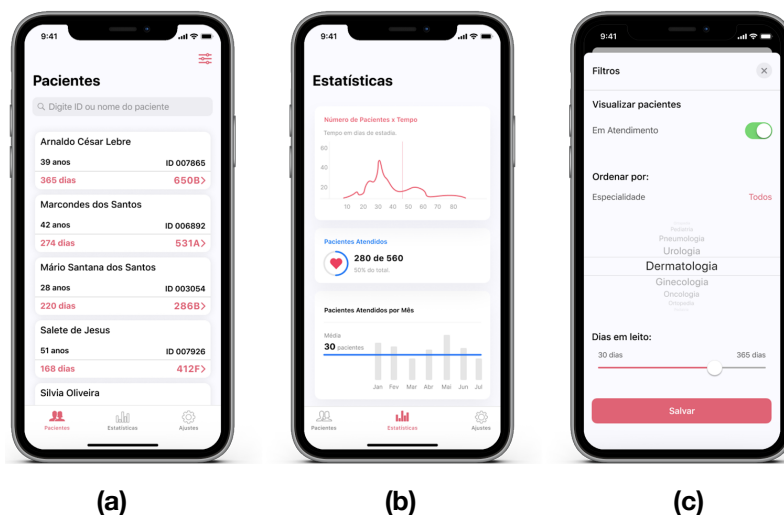 9:41
Pacientes
Digite ID ou nome do paciente
Arnaldo César Lebre
39 anos ID 007865
365 dias 650B>
Marcondes dos Santos
42 anos ID 006892
274 dias 531A>
Mário Santana dos Santos
28 anos ID 003054
220 dias 286B>
Salete de Jesus
51 anos ID 007926
168 dias 412F>
Silvia Oliveira
Pacientes Estatísticas Ajustes
(a)
9:41
Estatísticas
Número de Pacientes x Tempo
Tempo em dias de estadia.
60
40
20
10 20 30 40 50 60 70 80
Pacientes Atendidos
280 de 560
50% do total.
Pacientes Atendidos por Mês
Média
30 pacientes
Jan Fev Mar Abr Mai Jun Jul
Pacientes Estatísticas Ajustes
(b)
9:41
Filtros
Visualizar pacientes
Em Atendimento
Ordenar por:
Especialidade Todos
Pediatria
Pneumologia
Urologia
Dermatologia
Ginecologia
Oncologia
Ortopedia
Dias em leito:
30 dias 365 dias
Salvar
(c)